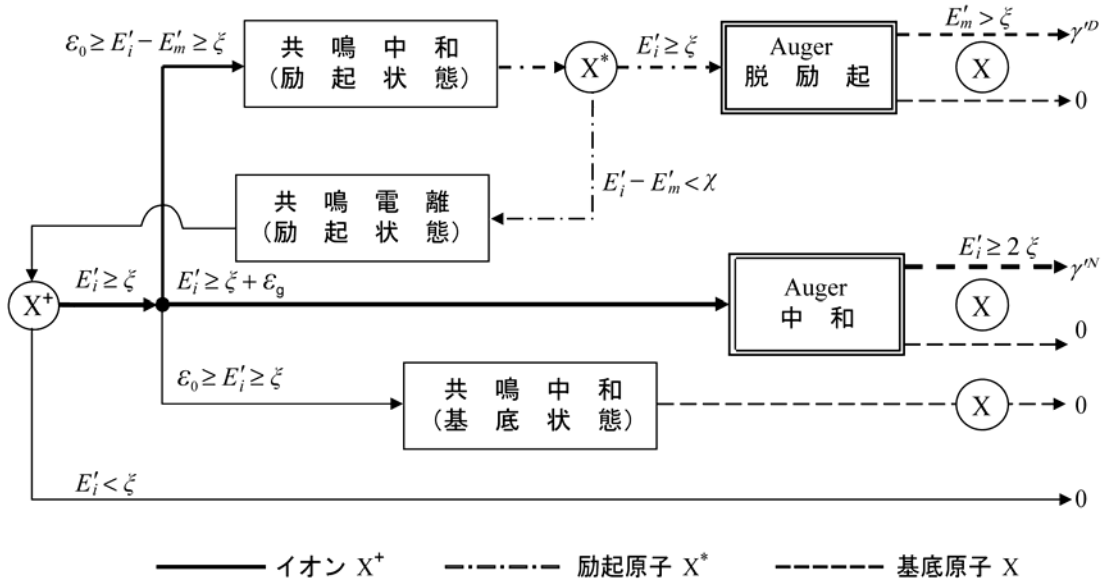 ε₀ ≥ E′ᵢ − E′ₘ ≥ ξ
共鳴中和
(励起状態)
X*
E′ᵢ ≥ ξ
Auger
脱励起
E′ₘ > ξ
γ′ᴰ
X
0
E′ᵢ − E′ₘ < χ
共鳴電離
(励起状態)
X⁺
E′ᵢ ≥ ξ
E′ᵢ ≥ ξ + ε_g
Auger
中和
E′ᵢ ≥ 2 ξ
γ′ᴺ
X
0
ε₀ ≥ E′ᵢ ≥ ξ
共鳴中和
(基底状態)
X
0
E′ᵢ < ξ
0
イオン X⁺
励起原子 X*
基底原子 X